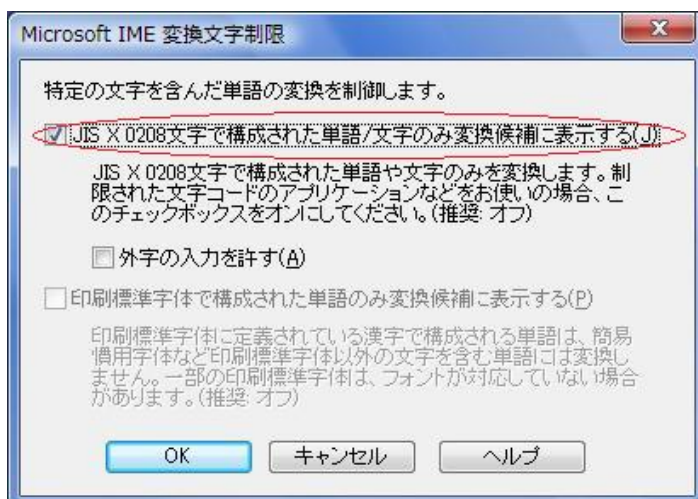 Microsoft IME 変換文字制限
特定の文字を含んだ単語の変換を制御します。
JIS X 0208文字で構成された単語/文字のみ変換候補に表示する(J)
JIS X 0208文字で構成された単語や文字のみを変換します。制
限された文字コードのアプリケーションなどをお使いの場合、こ
のチェックボックスをオンにしてください。(推奨: オフ)
外字の入力を許す(A)
印刷標準字体で構成された単語のみ変換候補に表示する(P)
印刷標準字体に定義されている漢字で構成される単語は、簡易
慣用字体など印刷標準字体以外の文字を含む単語には変換し
ません。一部の印刷標準字体は、フォントが対応していない場合
があります。(推奨: オフ)
OK キャンセル ヘルプ